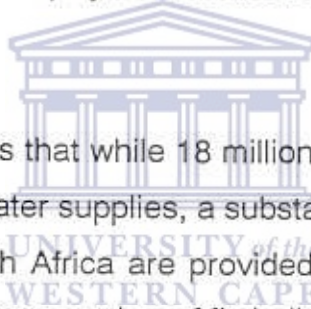 s that while 18 million
ater supplies, a substa
UNIVERSITY of the
h Africa are provided
WESTERN CAPE